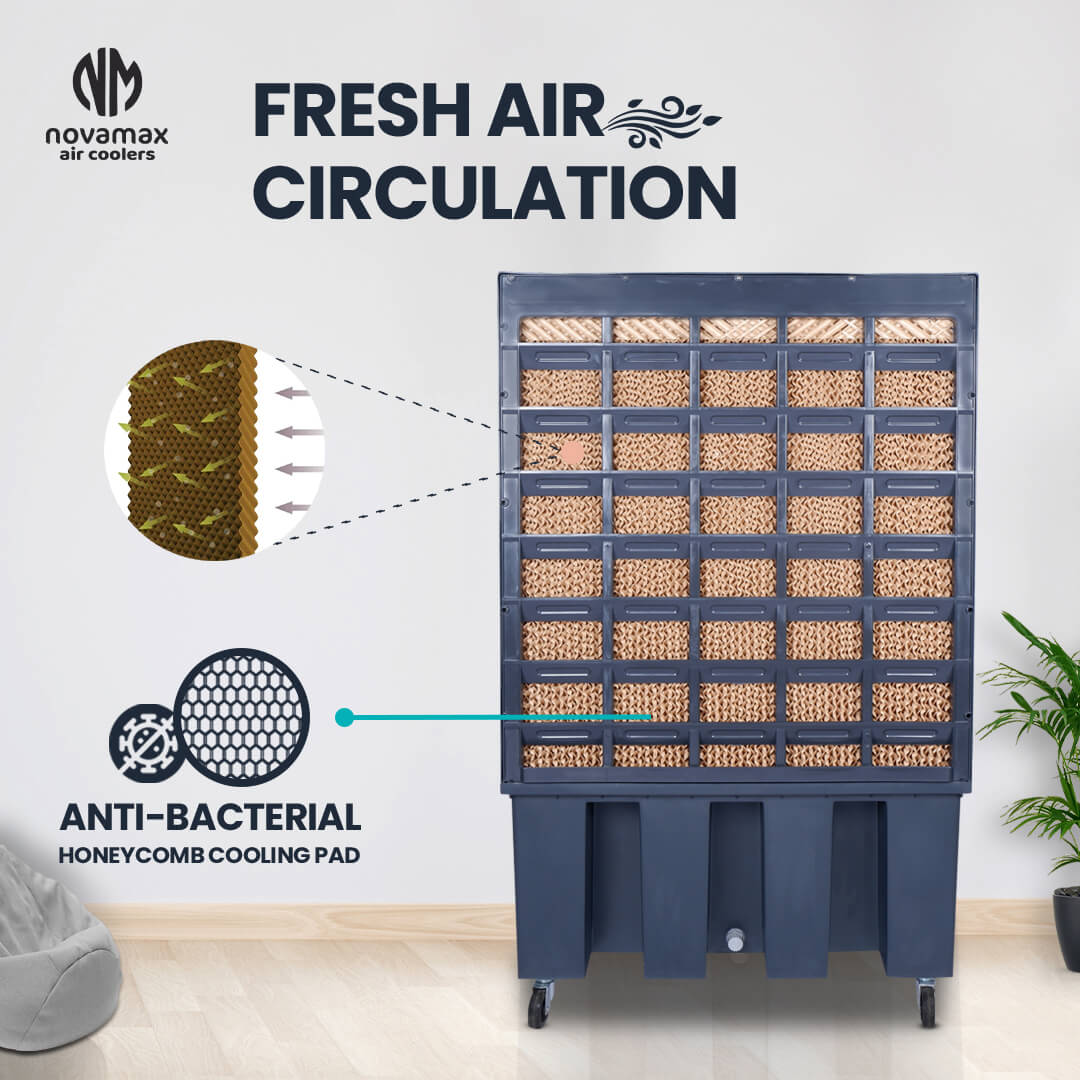 NM
novamax
air coolers
FRESH AIR
CIRCULATION
ANTI-BACTERIAL
HONEYCOMB COOLING PAD